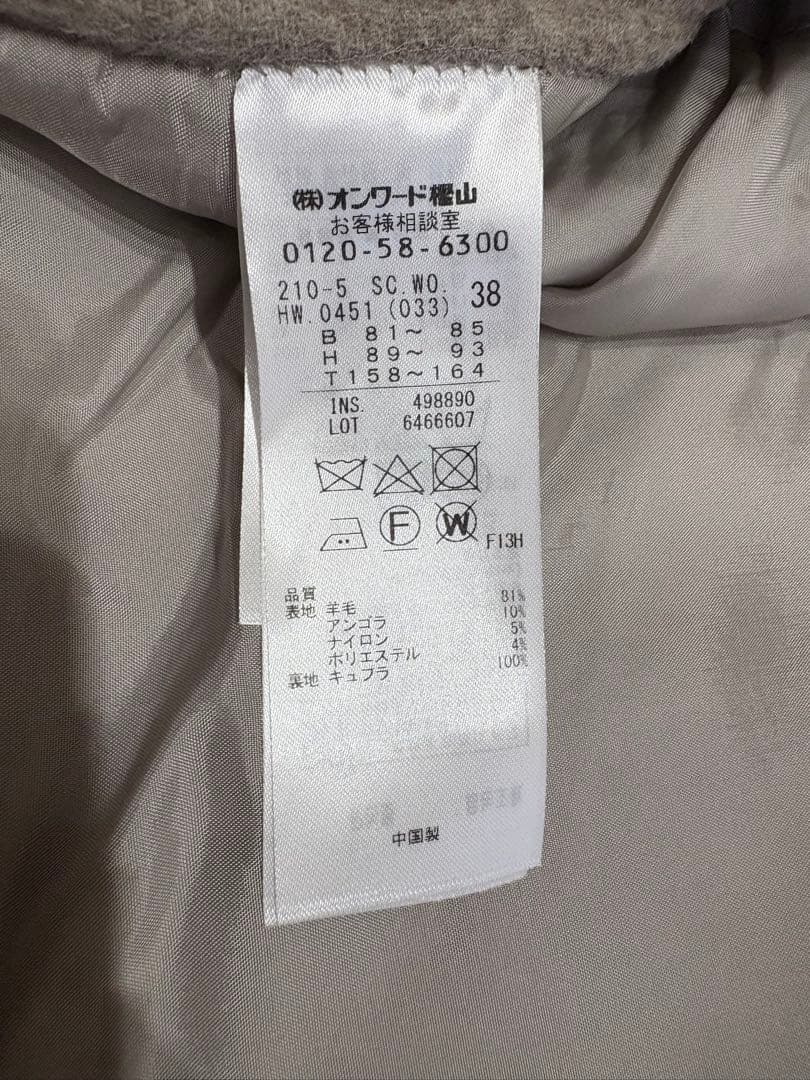 ㈱オンワード樫山
お客様相談室
0120-58-6300
210-5 SC.WO. 38
HW.0451(033)
B 81～ 85
H 89～ 93
T158～164
INS. 498890
LOT 6466607
F
W
F13H
品質
表地 羊毛 81%
アンゴラ 10%
ナイロン 5%
ポリエステル 4%
裏地 キュプラ 100%
中国製